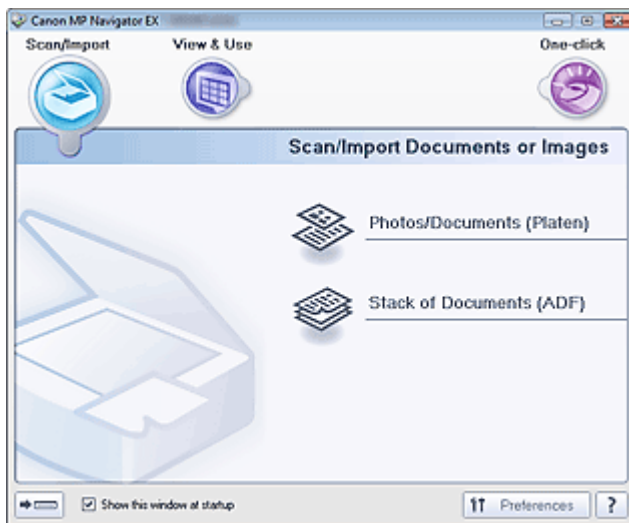 Canon MP Navigator EX
Scan/Import View & Use One-click
Scan/Import Documents or Images
Photos/Documents (Platen)
Stack of Documents (ADF)
Show this window at startup Preferences ?